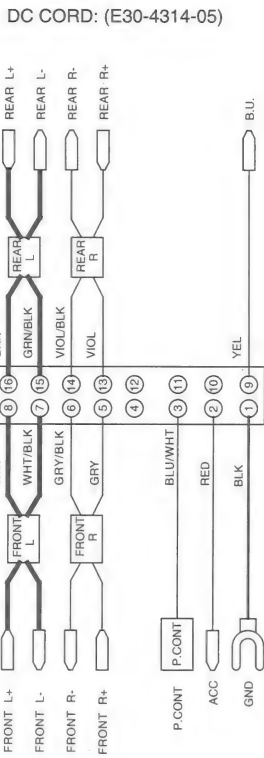 DC CORD: (E30-4314-05)
REAR L+
REAR L-
REAR R-
REAR R+
B.U.
REAR L
REAR R
GRN/BLK
VIOL/BLK
VIOL
YEL
16 15 14 13 12 11 10 9
8 7 6 5 4 3 2 1
WHT/BLK
GRY/BLK
GRY
BLU/WHT
RED
BLK
FRONT L
FRONT R
P.CONT
FRONT L+
FRONT L-
FRONT R-
FRONT R+
P.CONT
ACC
GND